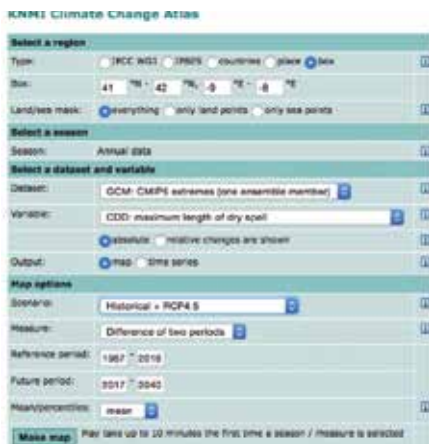 KNMI Climate Change Atlas
Select a region
Type: IPCC WG1 IPBES countries place box
Box: 41 °N - 42 °N, -9 °E - -8 °E
Land/sea mask: everything only land points only sea points
Select a season
Season: Annual data
Select a dataset and variable
Dataset: GCM: CMIP5 extremes (one ensemble member)
Variable: CDD: maximum length of dry spell
absolute relative changes are shown
Output: map time series
Map options
Scenario: Historical + RCP4.5
Measure: Difference of two periods
Reference period: 1987 - 2016
Future period: 2017 - 2040
Mean/percentiles: mean
Make map May take up to 10 minutes the first time a season / measure is selected